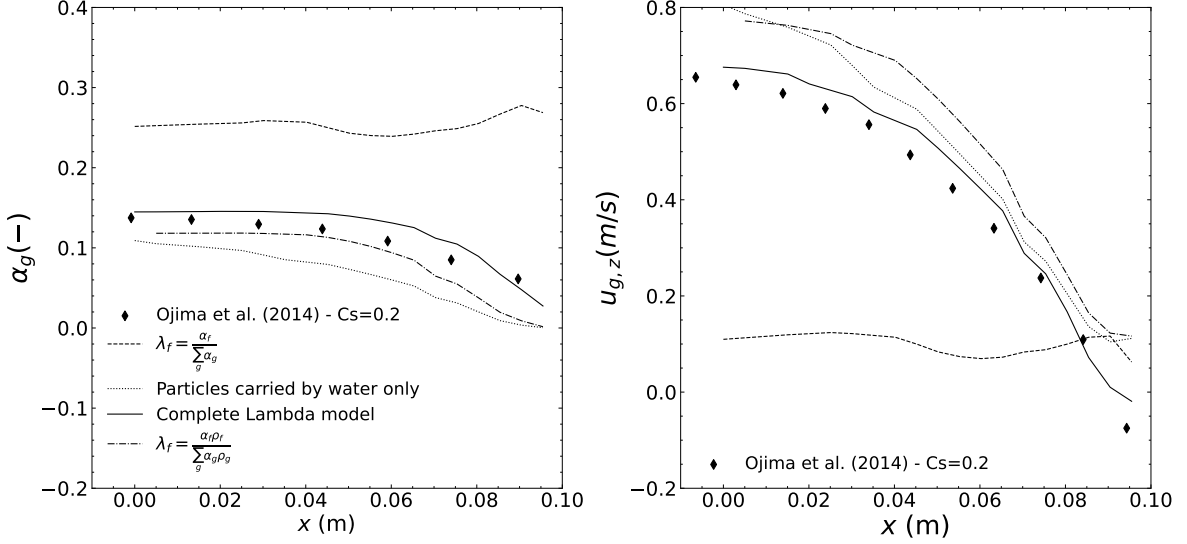 0.4
0.3
0.2
0.1
0.0
−0.1
−0.2
α_g(−)
Ojima et al. (2014) - Cs=0.2
λ_f = α_f / ∑_g α_g
Particles carried by water only
Complete Lambda model
λ_f = α_f ρ_f / ∑_g α_g ρ_g
0.00 0.02 0.04 0.06 0.08 0.10
x (m)
0.8
0.6
0.4
0.2
0.0
−0.2
u_{g,z}(m/s)
Ojima et al. (2014) - Cs=0.2
0.00 0.02 0.04 0.06 0.08 0.10
x (m)